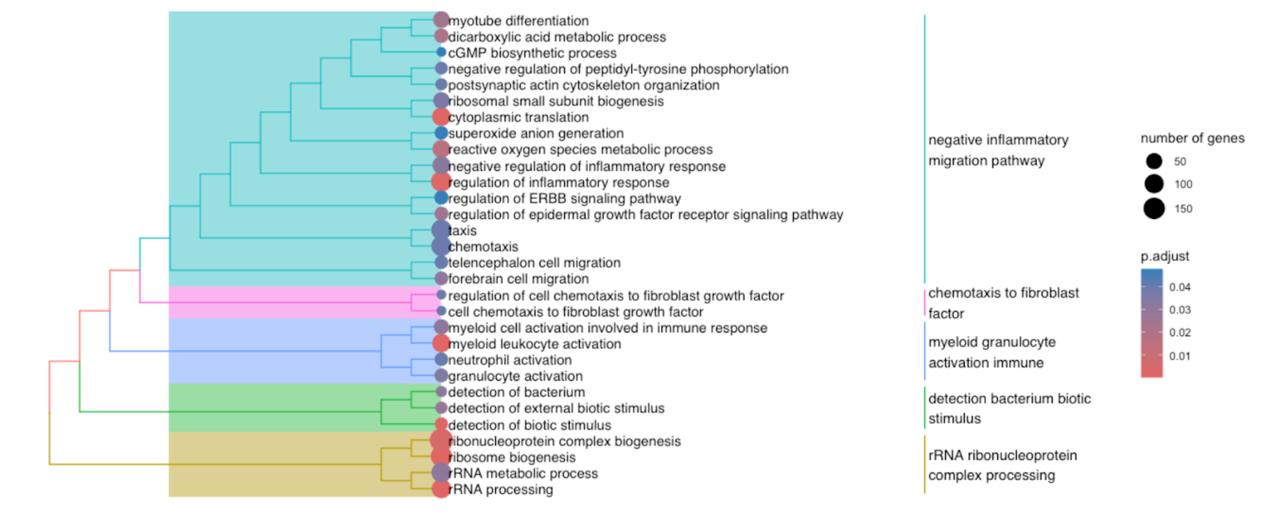 myotube differentiation
dicarboxylic acid metabolic process
cGMP biosynthetic process
negative regulation of peptidyl-tyrosine phosphorylation
postsynaptic actin cytoskeleton organization
ribosomal small subunit biogenesis
cytoplasmic translation
superoxide anion generation
reactive oxygen species metabolic process
negative regulation of inflammatory response
regulation of inflammatory response
regulation of ERBB signaling pathway
regulation of epidermal growth factor receptor signaling pathway
taxis
chemotaxis
telencephalon cell migration
forebrain cell migration
regulation of cell chemotaxis to fibroblast growth factor
cell chemotaxis to fibroblast growth factor
myeloid cell activation involved in immune response
myeloid leukocyte activation
neutrophil activation
granulocyte activation
detection of bacterium
detection of external biotic stimulus
detection of biotic stimulus
ribonucleoprotein complex biogenesis
ribosome biogenesis
rRNA metabolic process
rRNA processing
negative inflammatory
migration pathway
chemotaxis to fibroblast
factor
myeloid granulocyte
activation immune
detection bacterium biotic
stimulus
rRNA ribonucleoprotein
complex processing
number of genes
50
100
150
p.adjust
0.04
0.03
0.02
0.01